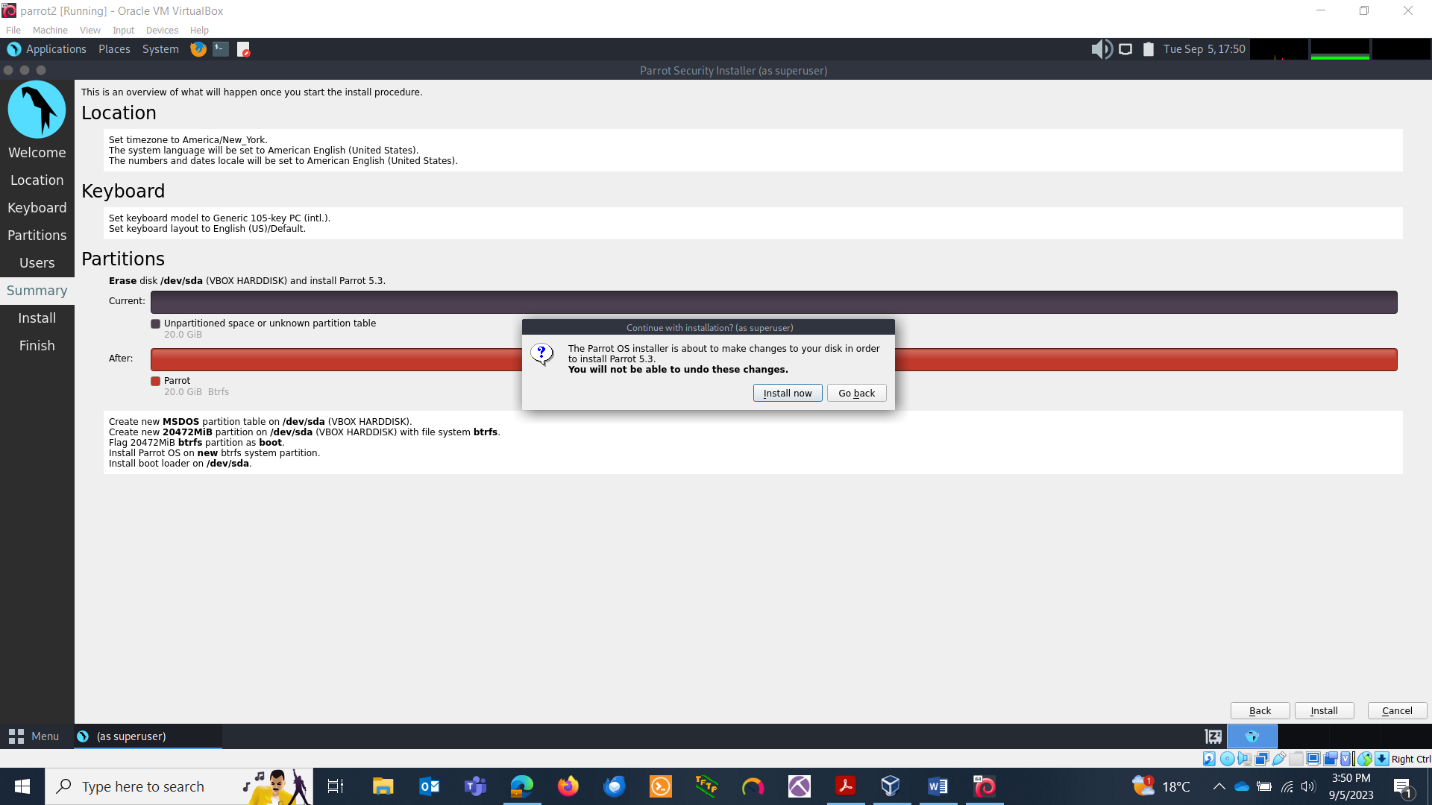 parrot2 [Running] - Oracle VM VirtualBox
File Machine View Input Devices Help
Applications Places System Tue Sep 5, 17:50
Parrot Security Installer (as superuser)
This is an overview of what will happen once you start the install procedure.
Location
Set timezone to America/New_York.
The system language will be set to American English (United States).
The numbers and dates locale will be set to American English (United States).
Welcome
Location
Keyboard
Partitions
Users
Summary
Install
Finish
Keyboard
Set keyboard model to Generic 105-key PC (intl.).
Set keyboard layout to English (US)/Default.
Partitions
Erase disk /dev/sda (VBOX HARDDISK) and install Parrot 5.3.
Current:
Unpartitioned space or unknown partition table
20.0 GiB
After:
Parrot
20.0 GiB Btrfs
Continue with installation? (as superuser)
The Parrot OS installer is about to make changes to your disk in order
to install Parrot 5.3.
You will not be able to undo these changes.
Install now Go back
Create new MSDOS partition table on /dev/sda (VBOX HARDDISK).
Create new 20472MiB partition on /dev/sda (VBOX HARDDISK) with file system btrfs.
Flag 20472MiB btrfs partition as boot.
Install Parrot OS on new btrfs system partition.
Install boot loader on /dev/sda.
Back Install Cancel
Menu (as superuser)
Right Ctrl
Type here to search
TFTP
1
18°C
3:50 PM
9/5/2023
1